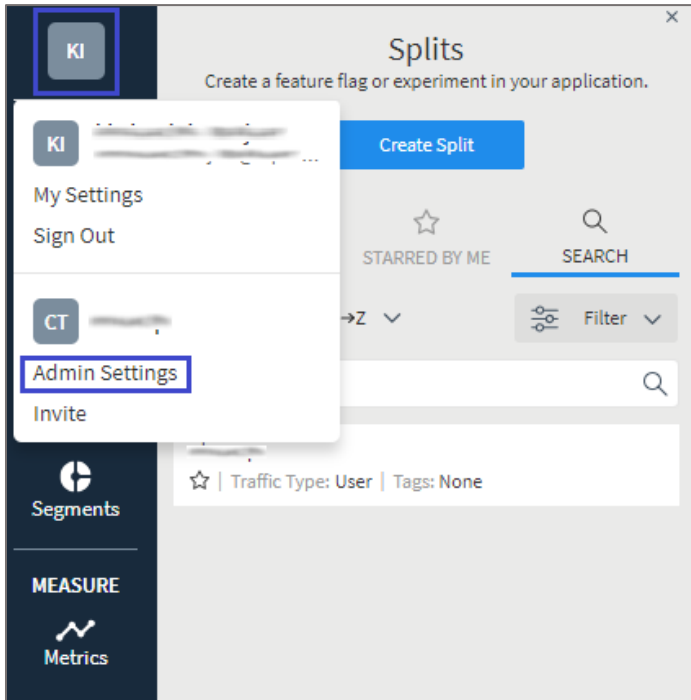 KI
Splits
Create a feature flag or experiment in your application.
KI
...
My Settings
Sign Out
CT
Admin Settings
Invite
Create Split
STARRED BY ME
SEARCH
→Z
Filter
Traffic Type: User | Tags: None
Segments
MEASURE
Metrics